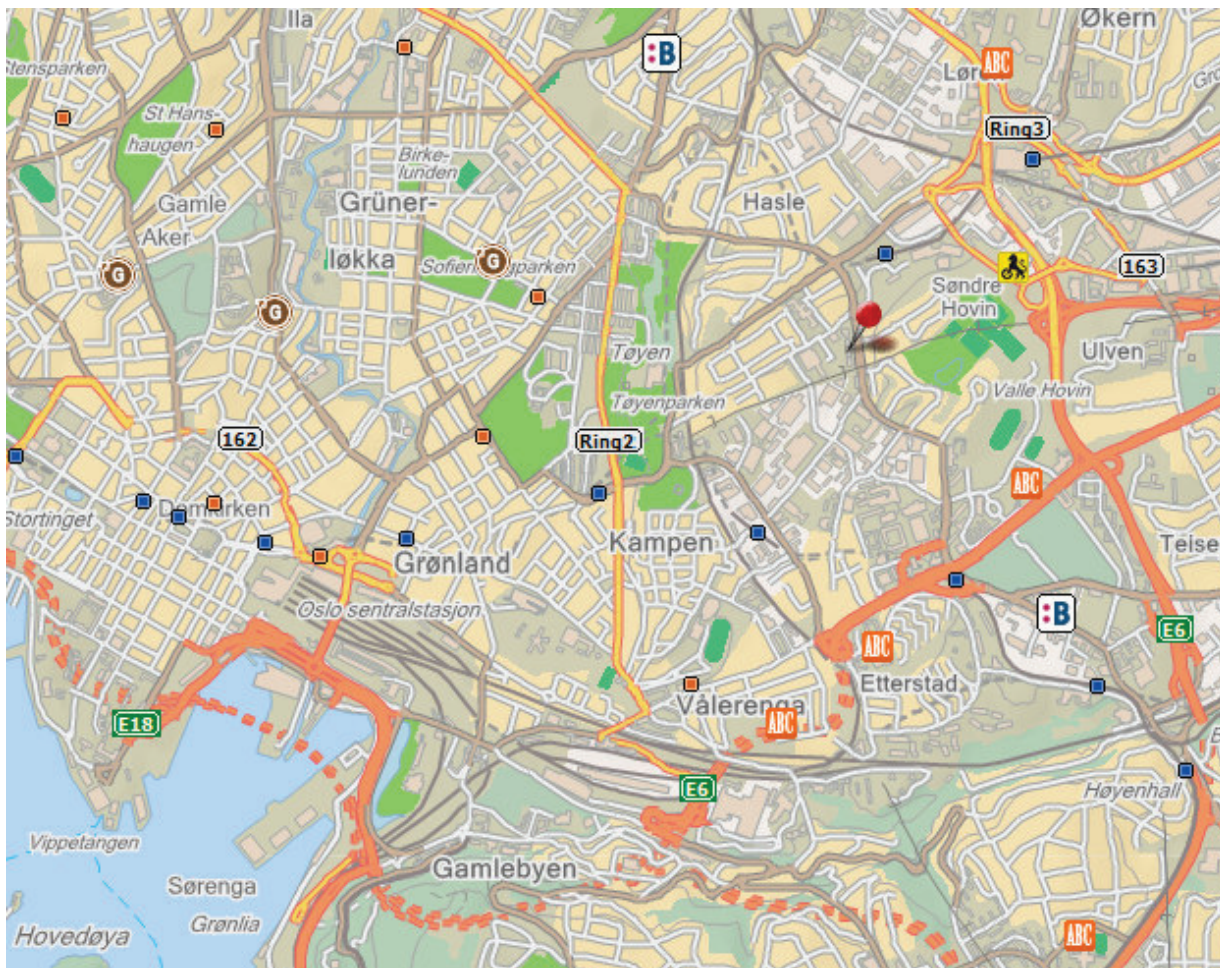 Ila
Økern
:B
ABC
Løren
Stensparken
St Hans-
haugen
Ring3
Birke-
lunden
Gamle
Aker
Grüner-
løkka
Hasle
G
Sofienbergparken
G
163
Søndre
Hovin
G
Tøyen
Ulven
Valle Hovin
Tøyenparken
162
Ring2
ABC
Stortinget
Domkirken
Kampen
Teise
Grønland
Oslo sentralstasjon
:B
E6
ABC
Etterstad
Vålerenga
ABC
E18
E6
Høyenhall
Vippetangen
Gamlebyen
Sørenga
Grønlia
Hovedøya
ABC